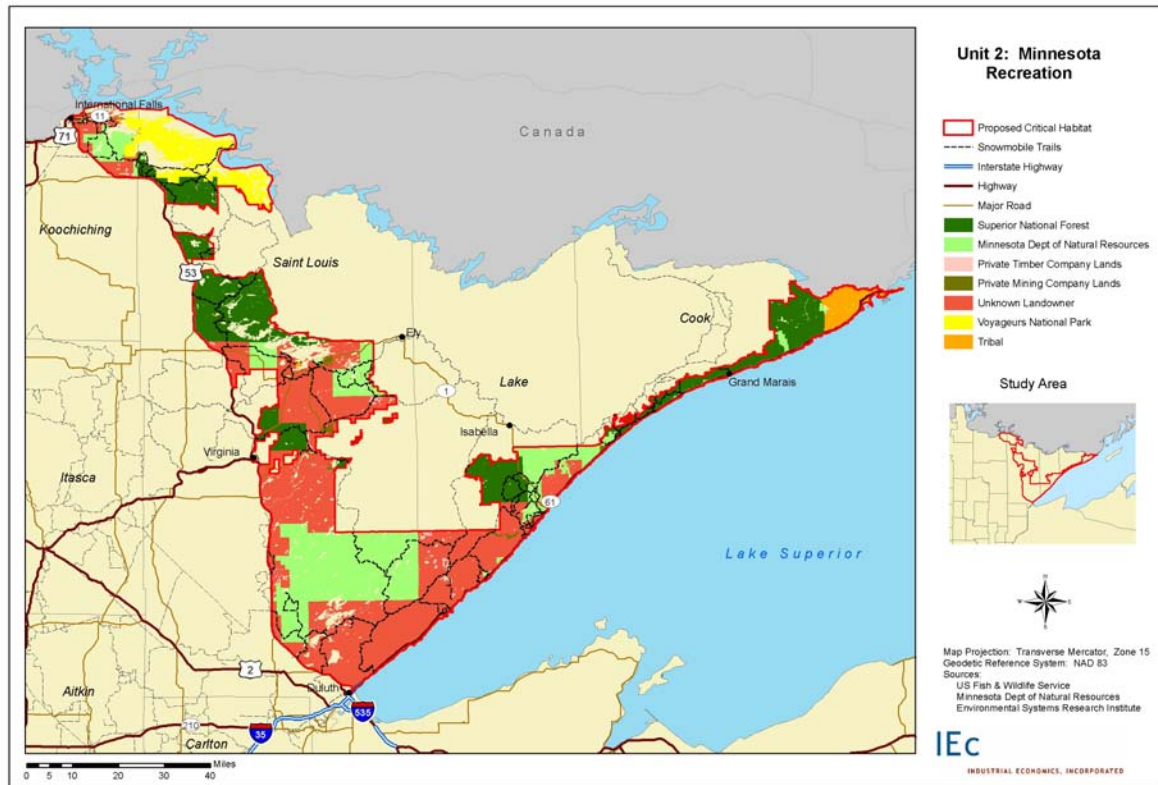 Unit 2: Minnesota
Recreation
Proposed Critical Habitat
Snowmobile Trails
Interstate Highway
Highway
Major Road
Superior National Forest
Minnesota Dept of Natural Resources
Private Timber Company Lands
Private Mining Company Lands
Unknown Landowner
Voyageurs National Park
Tribal
Study Area
N
W
E
S
Map Projection: Transverse Mercator, Zone 15
Geodetic Reference System: NAD 83
Sources:
US Fish & Wildlife Service
Minnesota Dept of Natural Resources
Environmental Systems Research Institute
IEc
INDUSTRIAL ECONOMICS, INCORPORATED
International Falls
11
71
Canada
Koochiching
Saint Louis
53
Ely
Cook
Lake
1
Grand Marais
Isabella
Virginia
Itasca
61
Lake Superior
2
Duluth
535
Aitkin
210
35
Carlton
Miles
0 5 10 20 30 40